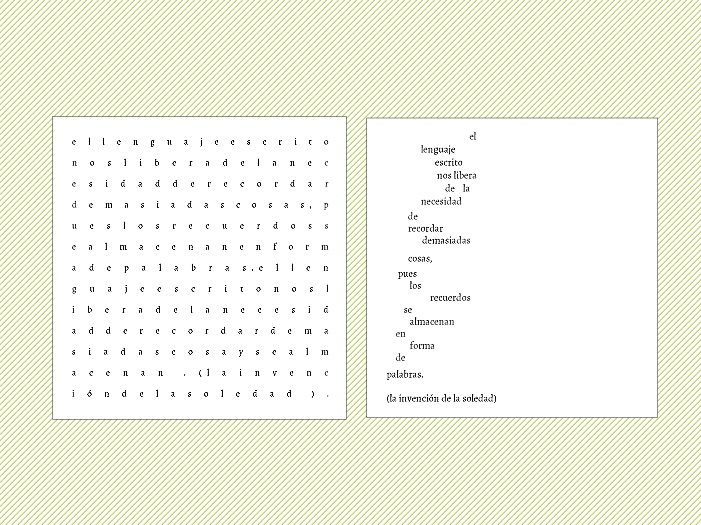 e l l e n g u a j e e s c r i t o
n o s l i b e r a d e l a n e c
e s i d a d d e r e c o r d a r
d e m a s i a d a s c o s a s , p
u e s l o s r e c u e r d o s s
e a l m a c e n a n e n f o r m
a d e p a l a b r a s . e l l e n
g u a j e e s c r i t o n o s l
i b e r a d e l a n e c e s i d
a d d e r e c o r d a r d e m a
s i a d a s c o s a y s e a l m
a c e n a n . ( l a i n v e n c
i ó n d e l a s o l e d a d ) .
el
lenguaje
escrito
nos libera
de la
necesidad
de
recordar
demasiadas
cosas,
pues
los
recuerdos
se
almacenan
en
forma
de
palabras.
(la invención de la soledad)